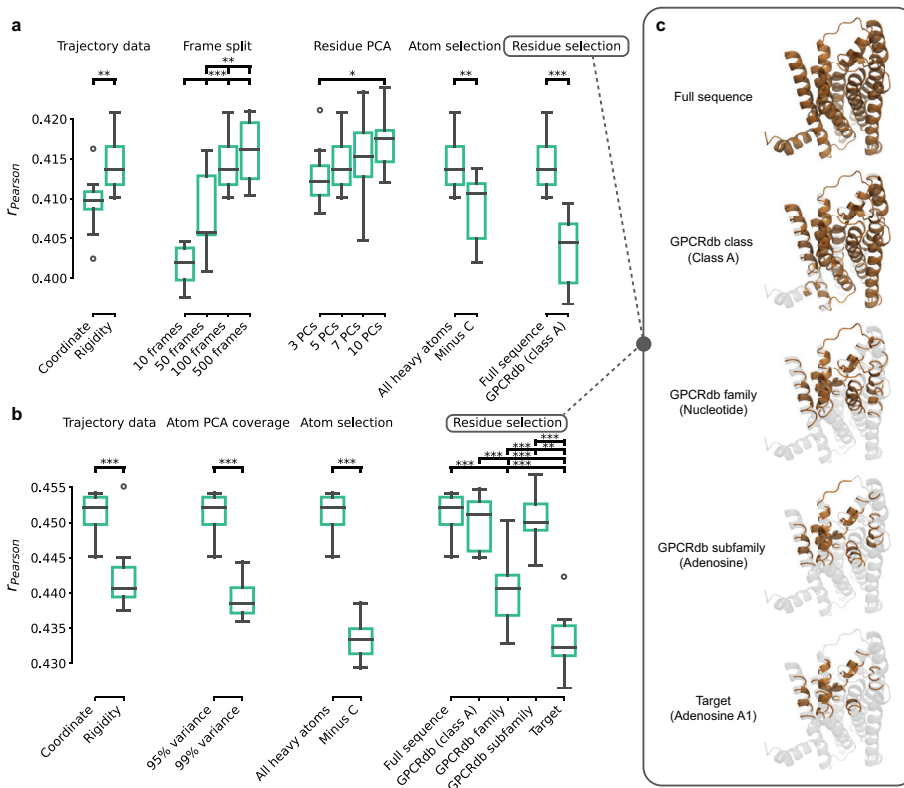 a
Trajectory data
Frame split
Residue PCA
Atom selection
Residue selection
**
**
***
*
**
***
0.420
0.415
0.410
0.405
0.400
rPearson
Coordinate
Rigidity
10 frames
50 frames
100 frames
500 frames
3 PCs
5 PCs
7 PCs
10 PCs
All heavy atoms
Minus C
Full sequence
GPCRdb (class A)
b
Trajectory data
Atom PCA coverage
Atom selection
Residue selection
***
*** **
*** *** *** ***
*** ***
***
0.455
0.450
0.445
0.440
0.435
0.430
rPearson
Coordinate
Rigidity
95% variance
99% variance
All heavy atoms
Minus C
Full sequence
GPCRdb (class A)
GPCRdb family
GPCRdb subfamily
Target
c
Full sequence
GPCRdb class
(Class A)
GPCRdb family
(Nucleotide)
GPCRdb subfamily
(Adenosine)
Target
(Adenosine A1)